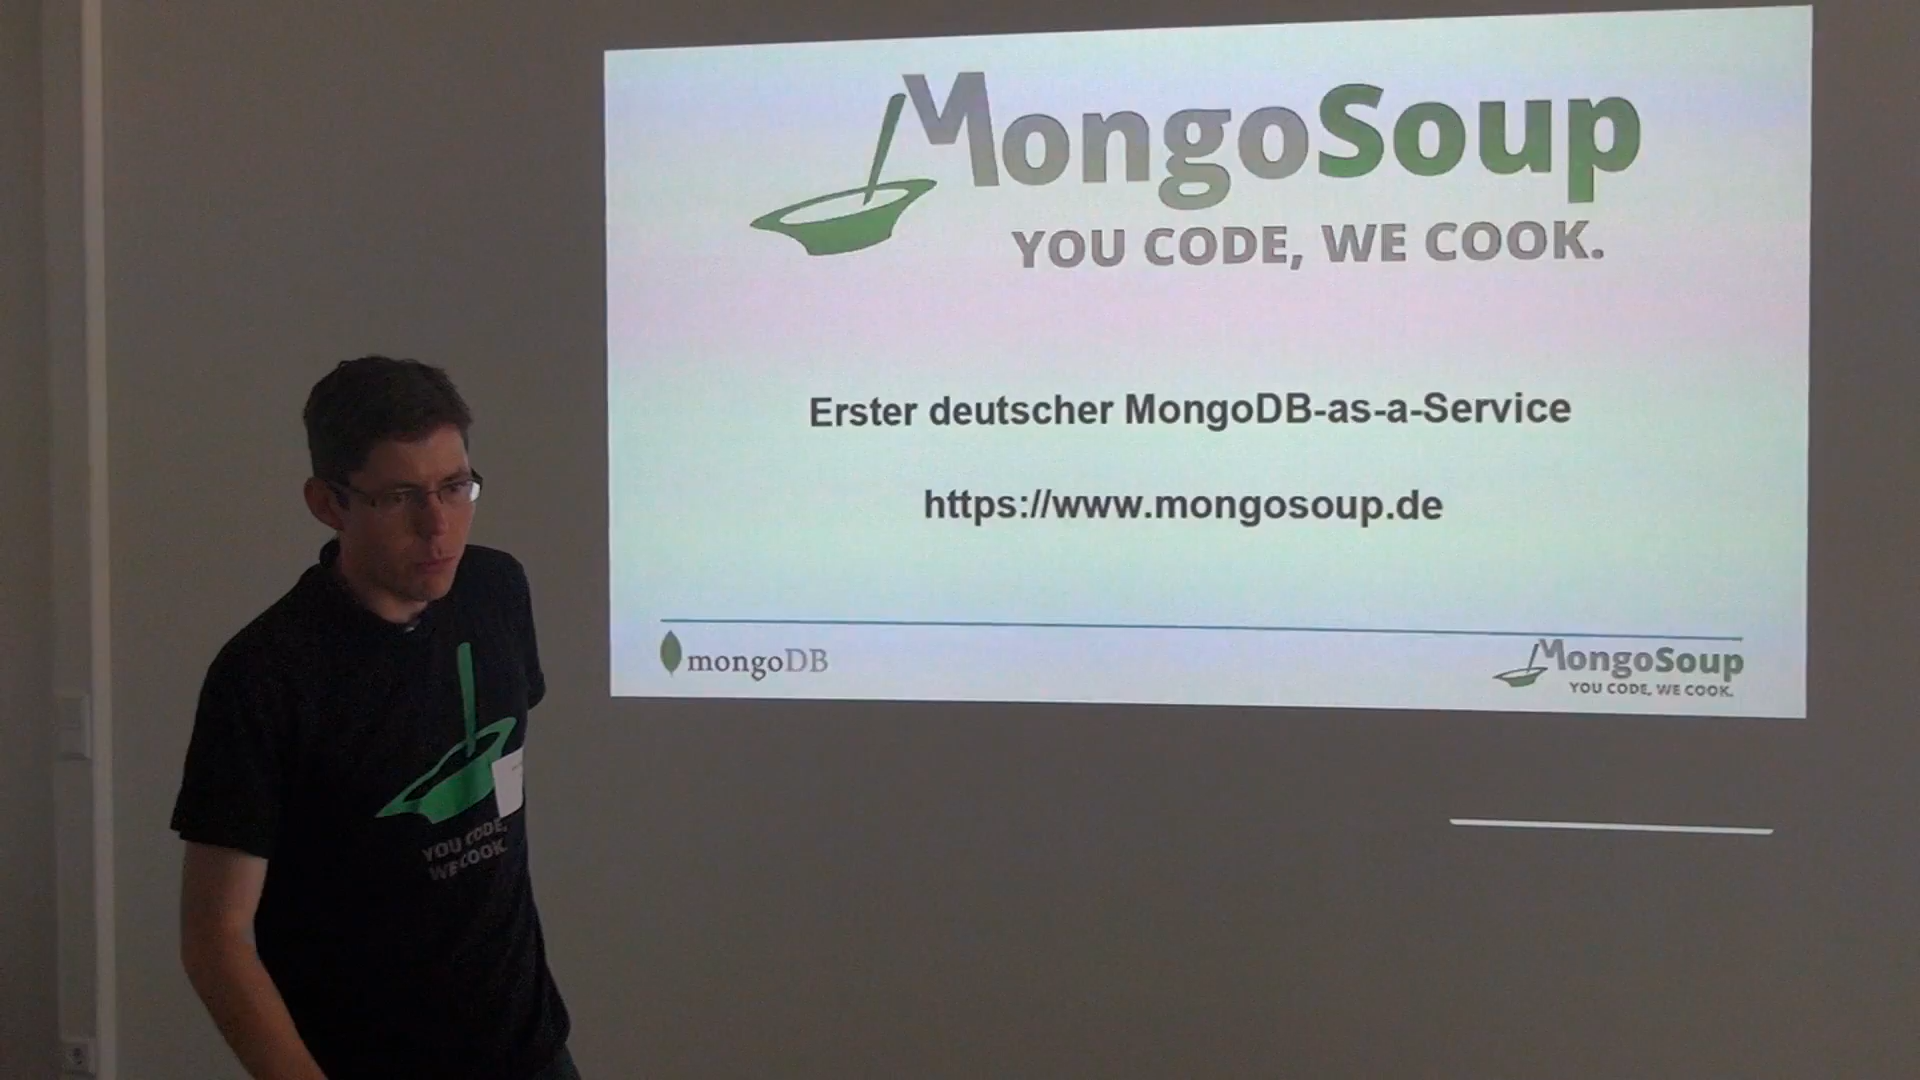 MongoSoup
YOU CODE, WE COOK.
Erster deutscher MongoDB-as-a-Service
https://www.mongosoup.de
mongoDB
MongoSoup
YOU CODE, WE COOK.
YOU CODE,
WE COOK.